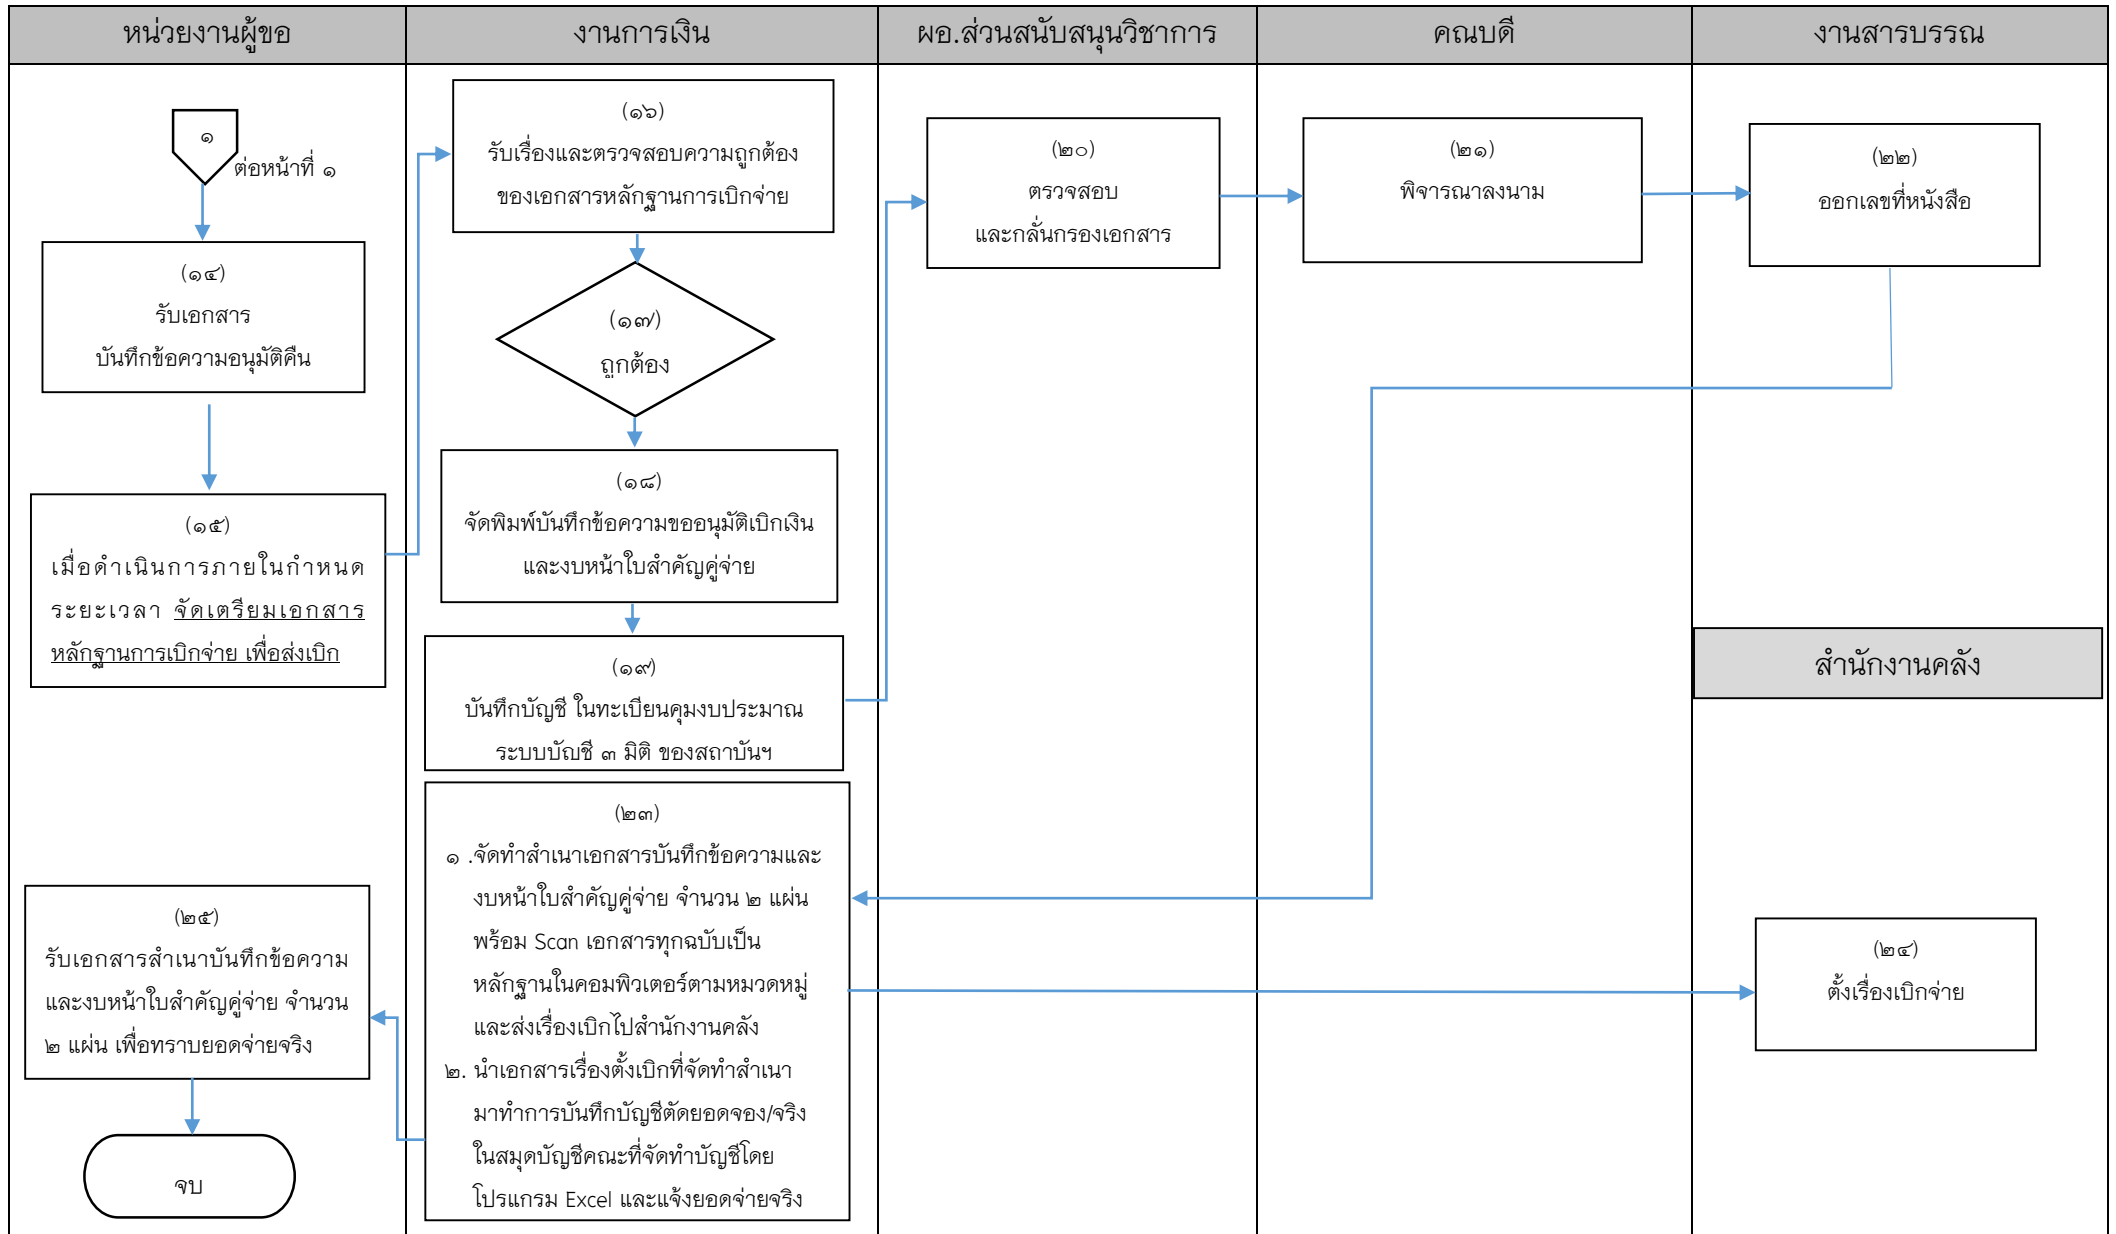 หน่วยงานผู้ขอ
งานการเงิน
ผอ.ส่วนสนับสนุนวิชาการ
คณบดี
งานสารบรรณ
๑
ต่อหน้าที่ ๑
(๑๔)
รับเอกสาร
บันทึกข้อความอนุมัติคืน
(๑๕)
เมื่อดำเนินการภายในกำหนด
ระยะเวลา จัดเตรียมเอกสาร
หลักฐานการเบิกจ่าย เพื่อส่งเบิก
(๑๖)
รับเรื่องและตรวจสอบความถูกต้อง
ของเอกสารหลักฐานการเบิกจ่าย
(๑๗)
ถูกต้อง
(๑๘)
จัดพิมพ์บันทึกข้อความขออนุมัติเบิกเงิน
และงบหน้าใบสำคัญคู่จ่าย
(๑๙)
บันทึกบัญชี ในทะเบียนคุมงบประมาณ
ระบบบัญชี ๓ มิติ ของสถาบันฯ
(๒๐)
ตรวจสอบ
และกลั่นกรองเอกสาร
(๒๑)
พิจารณาลงนาม
(๒๒)
ออกเลขที่หนังสือ
สำนักงานคลัง
(๒๓)
๑ .จัดทำสำเนาเอกสารบันทึกข้อความและ
งบหน้าใบสำคัญคู่จ่าย จำนวน ๒ แผ่น
พร้อม Scan เอกสารทุกฉบับเป็น
หลักฐานในคอมพิวเตอร์ตามหมวดหมู่
และส่งเรื่องเบิกไปสำนักงานคลัง
๒. นำเอกสารเรื่องตั้งเบิกที่จัดทำสำเนา
มาทำการบันทึกบัญชีตัดยอดจอง/จริง
ในสมุดบัญชีคณะที่จัดทำบัญชีโดย
โปรแกรม Excel และแจ้งยอดจ่ายจริง
(๒๔)
ตั้งเรื่องเบิกจ่าย
(๒๕)
รับเอกสารสำเนาบันทึกข้อความ
และงบหน้าใบสำคัญคู่จ่าย จำนวน
๒ แผ่น เพื่อทราบยอดจ่ายจริง
จบ